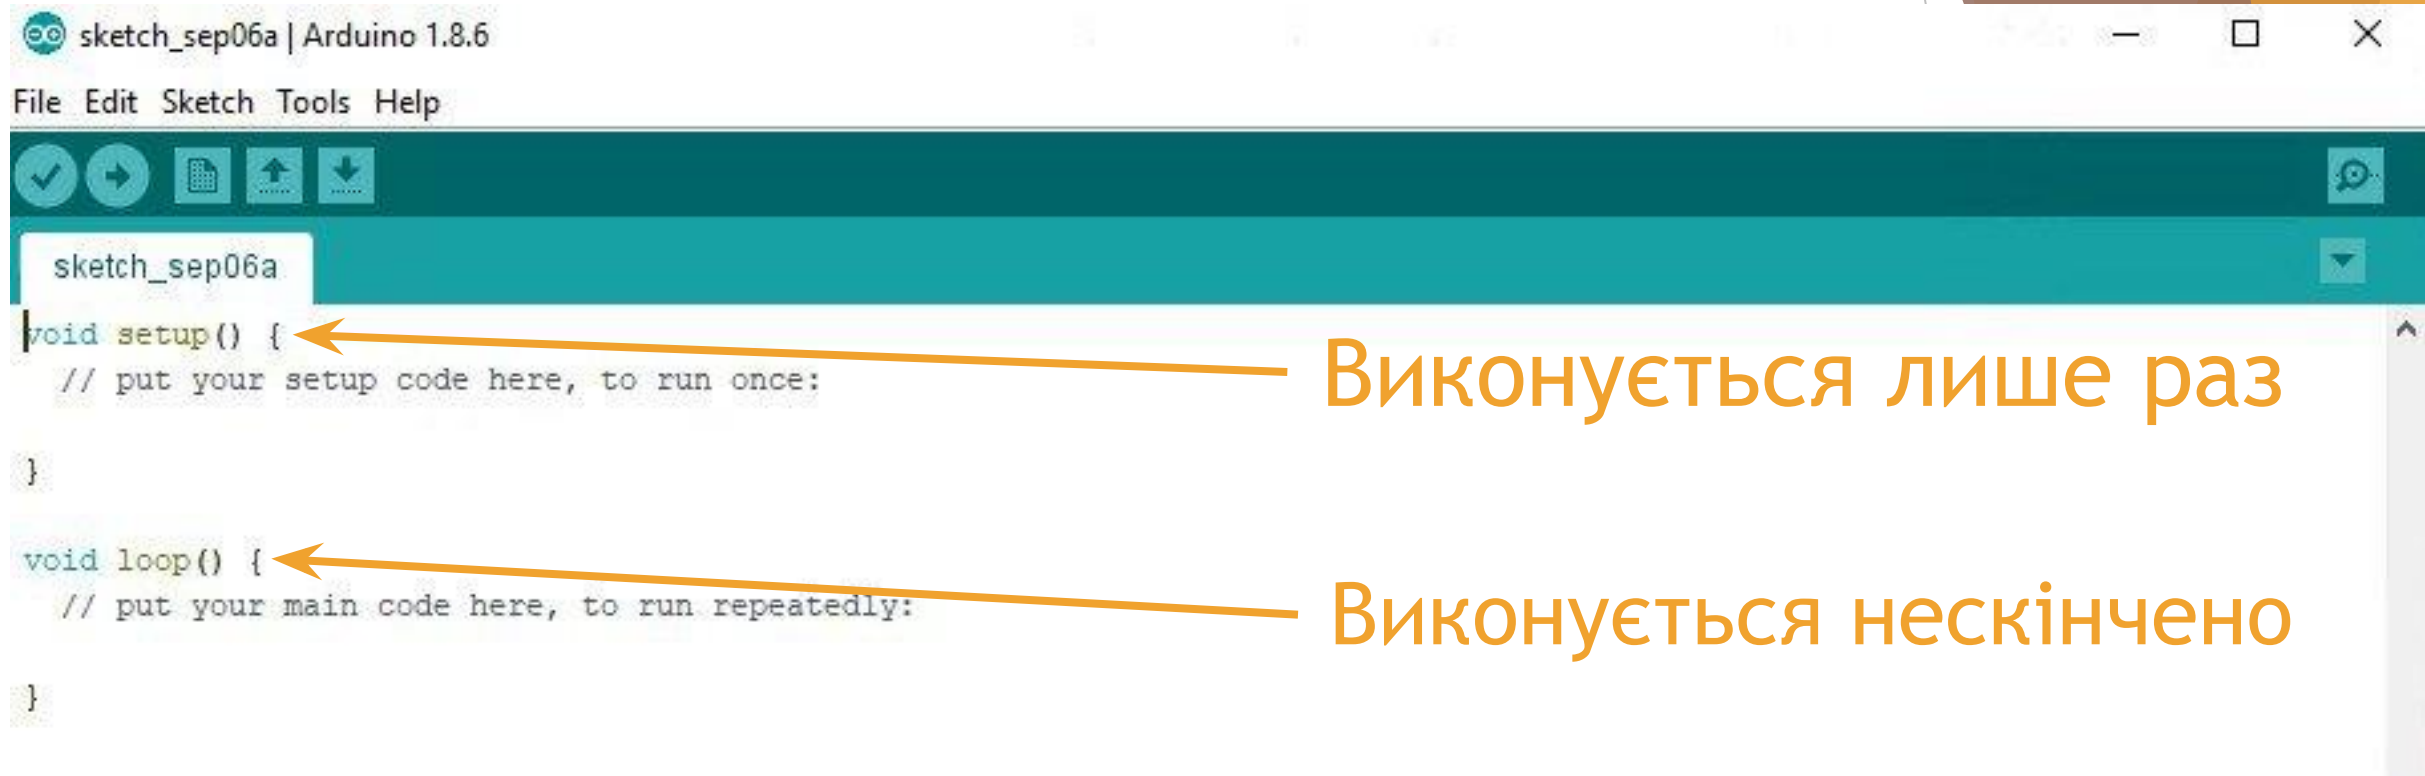 sketch_sep06a | Arduino 1.8.6
File Edit Sketch Tools Help
sketch_sep06a
void setup() {
// put your setup code here, to run once:
Виконується лише раз
}
void loop() {
// put your main code here, to run repeatedly:
Виконується нескінчено
}